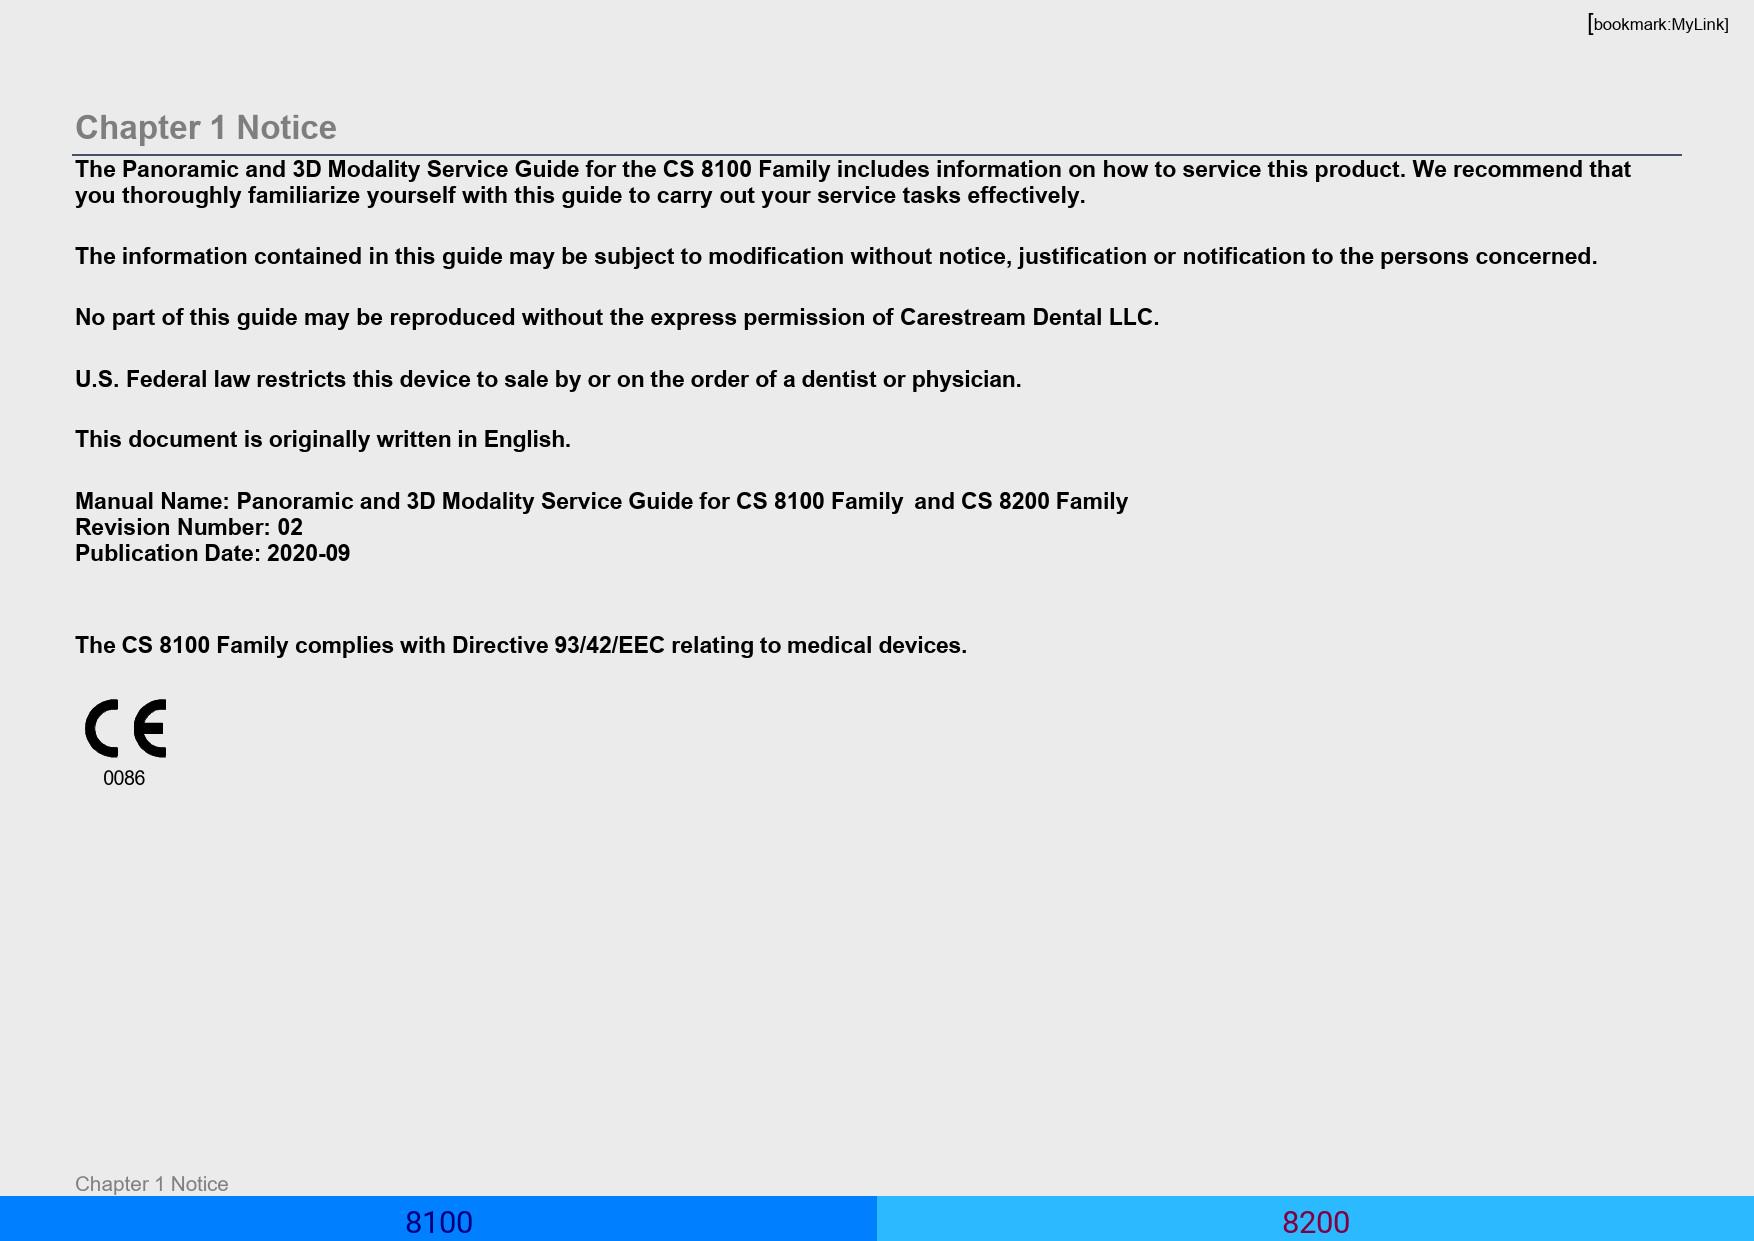 [bookmark:MyLink]
Chapter 1 Notice
The Panoramic and 3D Modality Service Guide for the CS 8100 Family includes information on how to service this product. We recommend that
you thoroughly familiarize yourself with this guide to carry out your service tasks effectively.
The information contained in this guide may be subject to modification without notice, justification or notification to the persons concerned.
No part of this guide may be reproduced without the express permission of Carestream Dental LLC.
U.S. Federal law restricts this device to sale by or on the order of a dentist or physician.
This document is originally written in English.
Manual Name: Panoramic and 3D Modality Service Guide for CS 8100 Family and CS 8200 Family
Revision Number: 02
Publication Date: 2020-09
The CS 8100 Family complies with Directive 93/42/EEC relating to medical devices.
CE
0086
Chapter 1 Notice
8100 8200